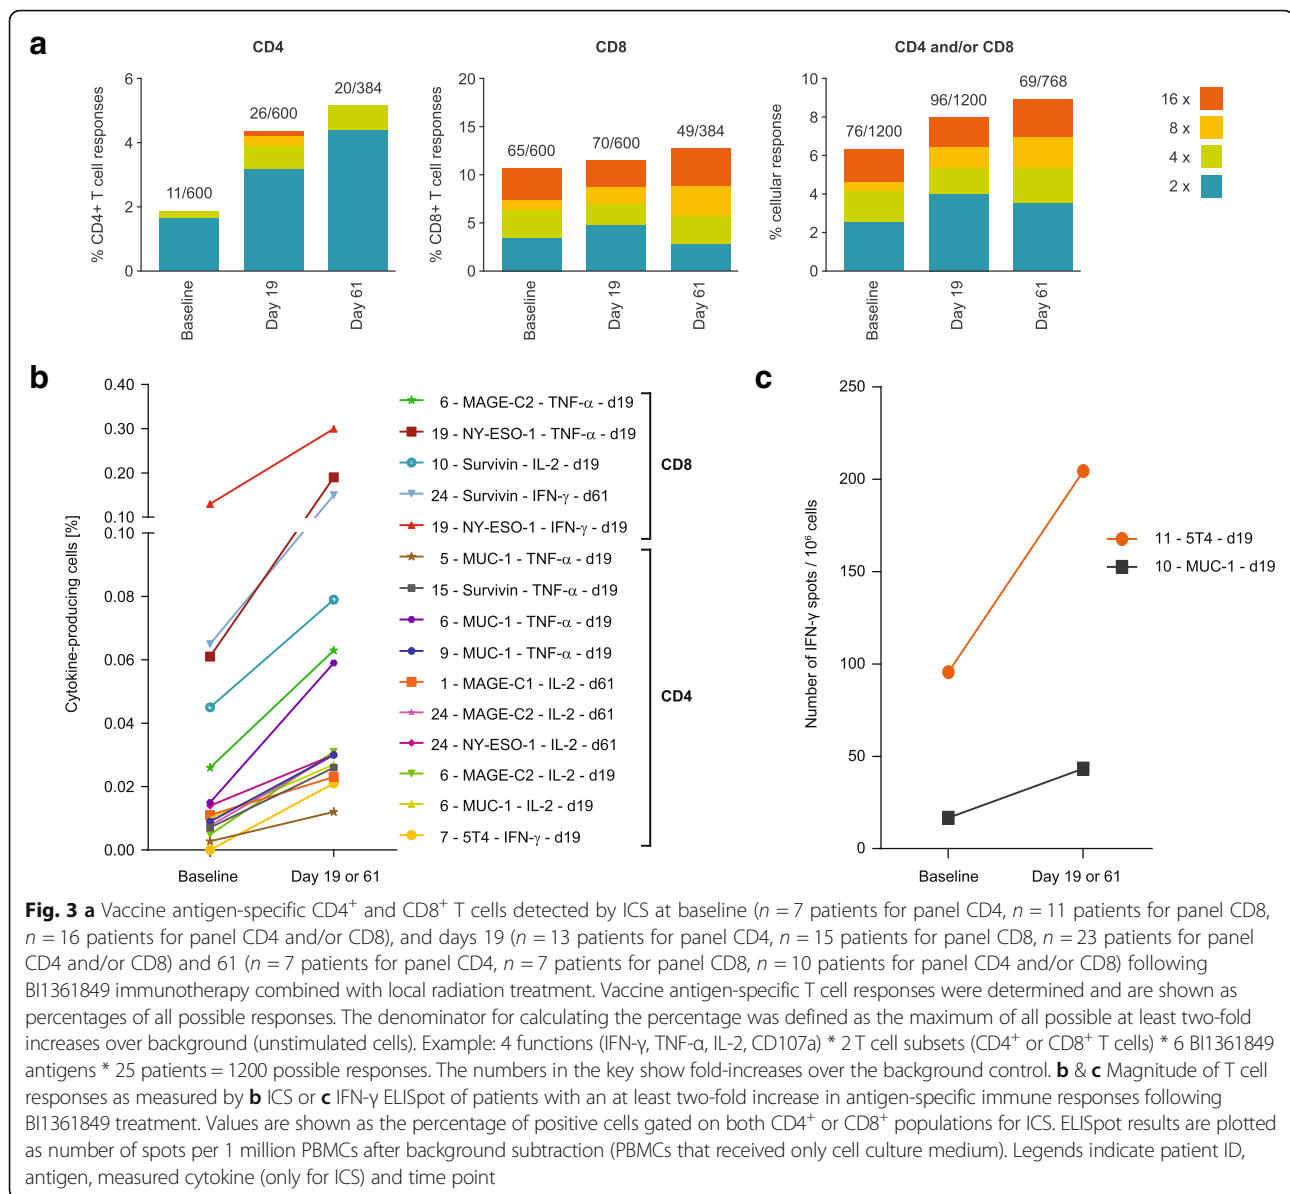 a
CD4
% CD4+ T cell responses
6
4
2
0
11/600
26/600
20/384
Baseline
Day 19
Day 61
CD8
% CD8+ T cell responses
20
15
10
5
0
65/600
70/600
49/384
Baseline
Day 19
Day 61
CD4 and/or CD8
% cellular response
10
8
6
4
2
0
76/1200
96/1200
69/768
Baseline
Day 19
Day 61
16 x
8 x
4 x
2 x
b
Cytokine-producing cells [%]
0.40
0.30
0.20
0.10
0.10
0.08
0.06
0.04
0.02
0.00
Baseline
Day 19 or 61
6 - MAGE-C2 - TNF-α - d19
19 - NY-ESO-1 - TNF-α - d19
10 - Survivin - IL-2 - d19
24 - Survivin - IFN-γ - d61
19 - NY-ESO-1 - IFN-γ - d19
CD8
5 - MUC-1 - TNF-α - d19
15 - Survivin - TNF-α - d19
6 - MUC-1 - TNF-α - d19
9 - MUC-1 - TNF-α - d19
1 - MAGE-C1 - IL-2 - d61
24 - MAGE-C2 - IL-2 - d61
24 - NY-ESO-1 - IL-2 - d61
6 - MAGE-C2 - IL-2 - d19
6 - MUC-1 - IL-2 - d19
7 - 5T4 - IFN-γ - d19
CD4
c
Number of IFN-γ spots / 10⁶ cells
250
200
150
100
50
0
Baseline
Day 19 or 61
11 - 5T4 - d19
10 - MUC-1 - d19
Fig. 3 a Vaccine antigen-specific CD4⁺ and CD8⁺ T cells detected by ICS at baseline (n = 7 patients for panel CD4, n = 11 patients for panel CD8,
n = 16 patients for panel CD4 and/or CD8), and days 19 (n = 13 patients for panel CD4, n = 15 patients for panel CD8, n = 23 patients for panel
CD4 and/or CD8) and 61 (n = 7 patients for panel CD4, n = 7 patients for panel CD8, n = 10 patients for panel CD4 and/or CD8) following
BI1361849 immunotherapy combined with local radiation treatment. Vaccine antigen-specific T cell responses were determined and are shown as
percentages of all possible responses. The denominator for calculating the percentage was defined as the maximum of all possible at least two-fold
increases over background (unstimulated cells). Example: 4 functions (IFN-γ, TNF-α, IL-2, CD107a) * 2 T cell subsets (CD4⁺ or CD8⁺ T cells) * 6 BI1361849
antigens * 25 patients = 1200 possible responses. The numbers in the key show fold-increases over the background control. b & c Magnitude of T cell
responses as measured by b ICS or c IFN-γ ELISpot of patients with an at least two-fold increase in antigen-specific immune responses following
BI1361849 treatment. Values are shown as the percentage of positive cells gated on both CD4⁺ or CD8⁺ populations for ICS. ELISpot results are plotted
as number of spots per 1 million PBMCs after background subtraction (PBMCs that received only cell culture medium). Legends indicate patient ID,
antigen, measured cytokine (only for ICS) and time point